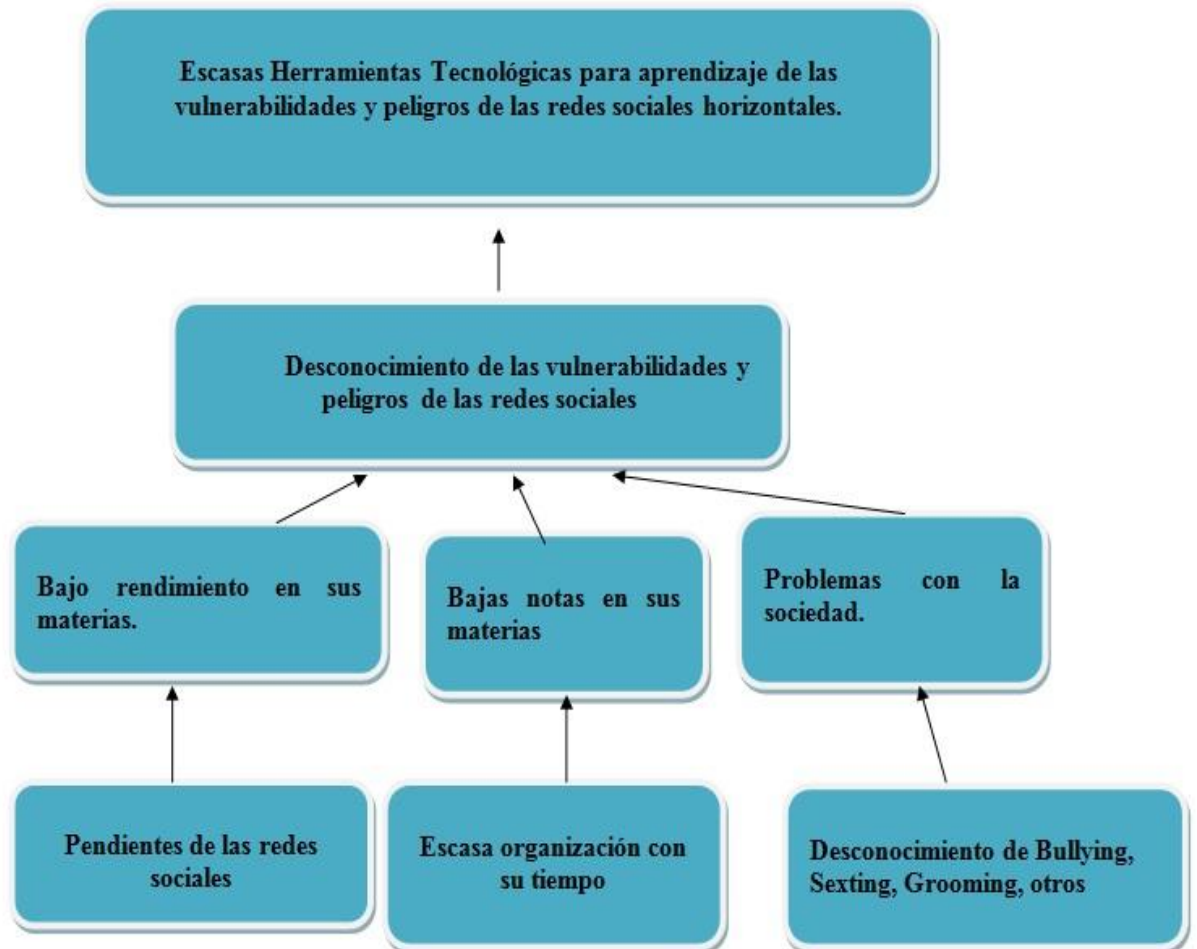 Escasas Herramientas Tecnológicas para aprendizaje de las
vulnerabilidades y peligros de las redes sociales horizontales.
Desconocimiento de las vulnerabilidades y
peligros de las redes sociales
Bajo rendimiento en sus
materias.
Bajas notas en sus
materias
Problemas con la
sociedad.
Pendientes de las redes
sociales
Escasa organización con
su tiempo
Desconocimiento de Bullying,
Sexting, Grooming, otros